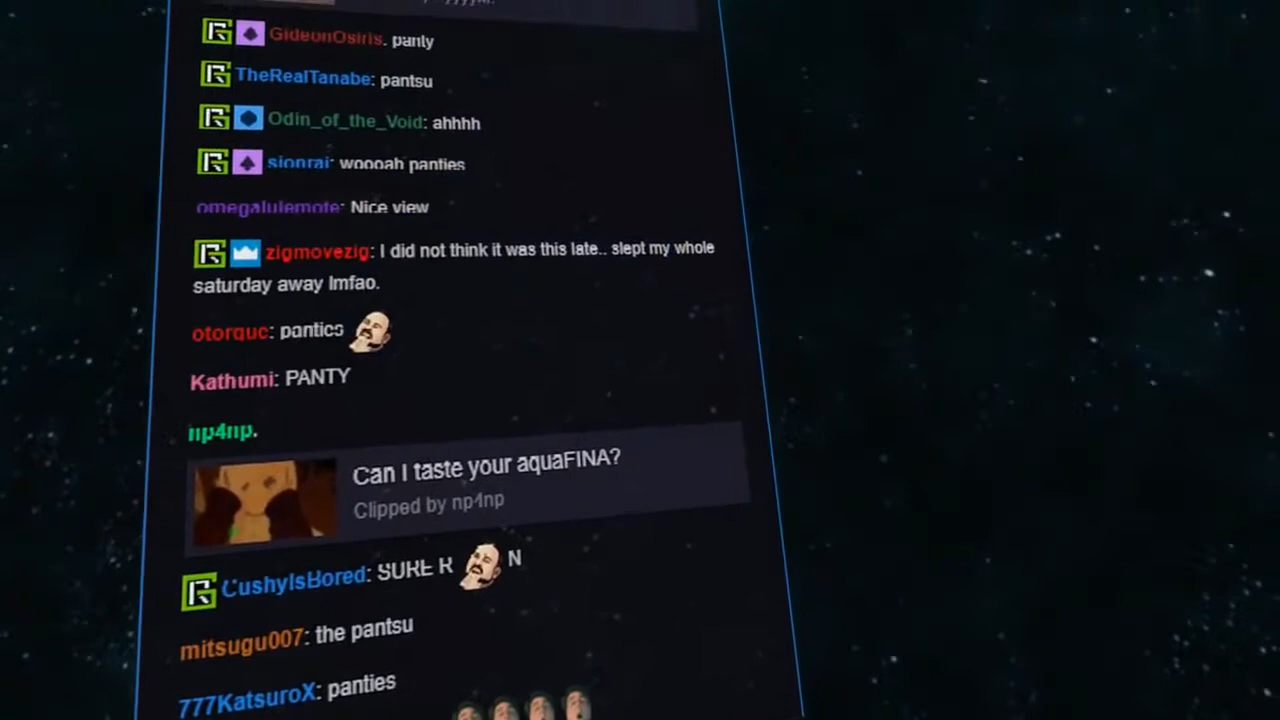 GideonOsiris: panty
TheRealTanabe: pantsu
Odin_of_the_Void: ahhhh
sionrai: woooah panties
omegalulemote: Nice view
zigmovezig: I did not think it was this late.. slept my whole
saturday away lmfao.
otorque: panties
Kathumi: PANTY
np4np:
Can I taste your aquaFINA?
Clipped by np4np
CushyIsBored: SURE R N
mitsugu007: the pantsu
777KatsuroX: panties